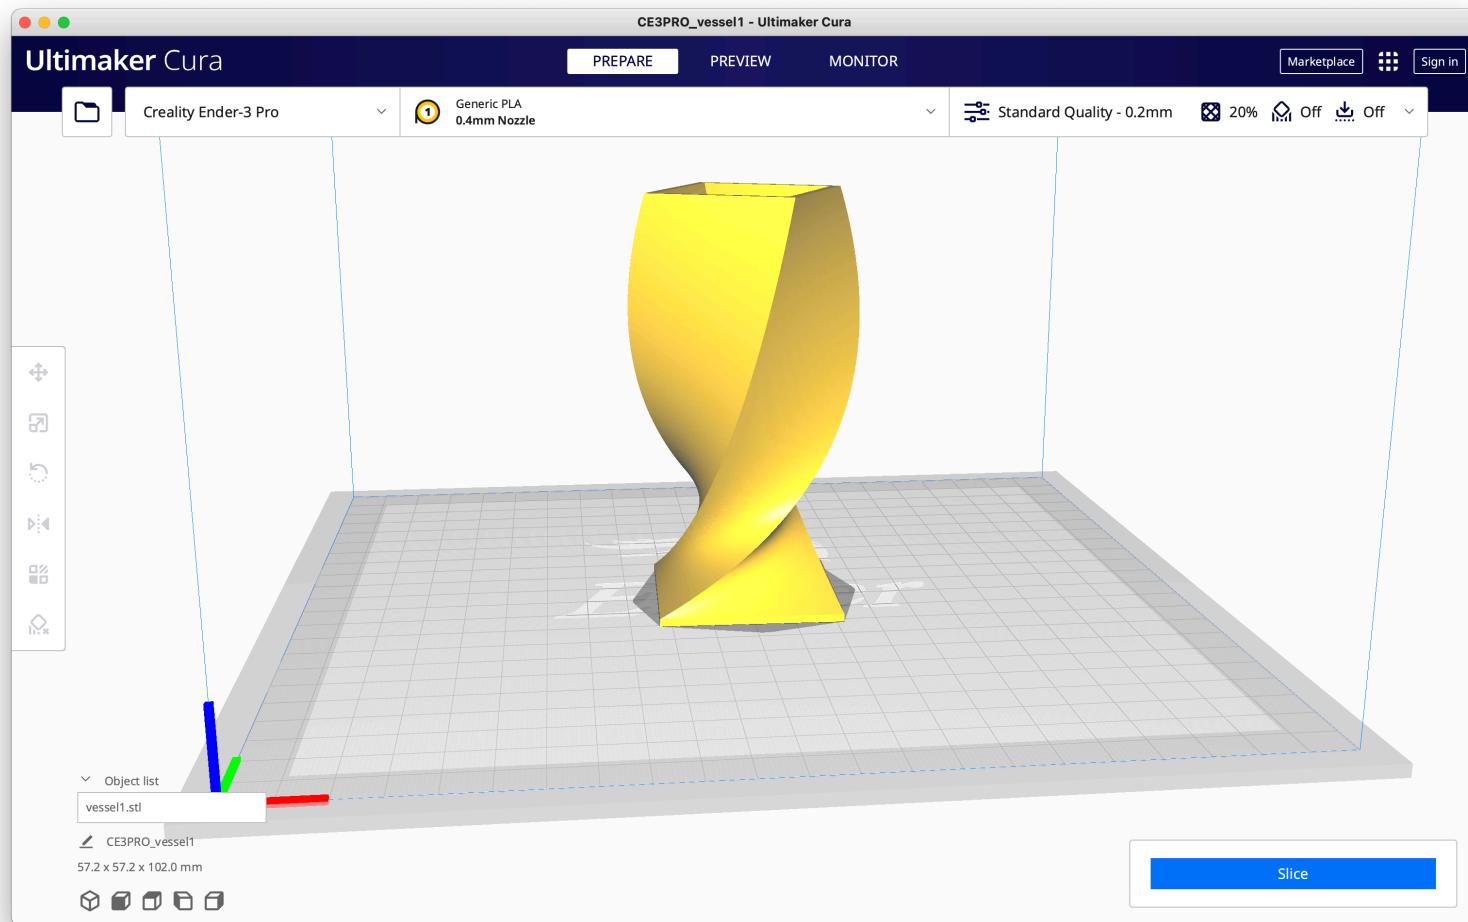 CE3PRO_vessel1 - Ultimaker Cura
Ultimaker Cura
PREPARE
PREVIEW
MONITOR
Marketplace
Sign in
Creality Ender-3 Pro
1
Generic PLA
0.4mm Nozzle
Standard Quality - 0.2mm
20%
Off
Off
Object list
vessel1.stl
CE3PRO_vessel1
57.2 x 57.2 x 102.0 mm
Slice